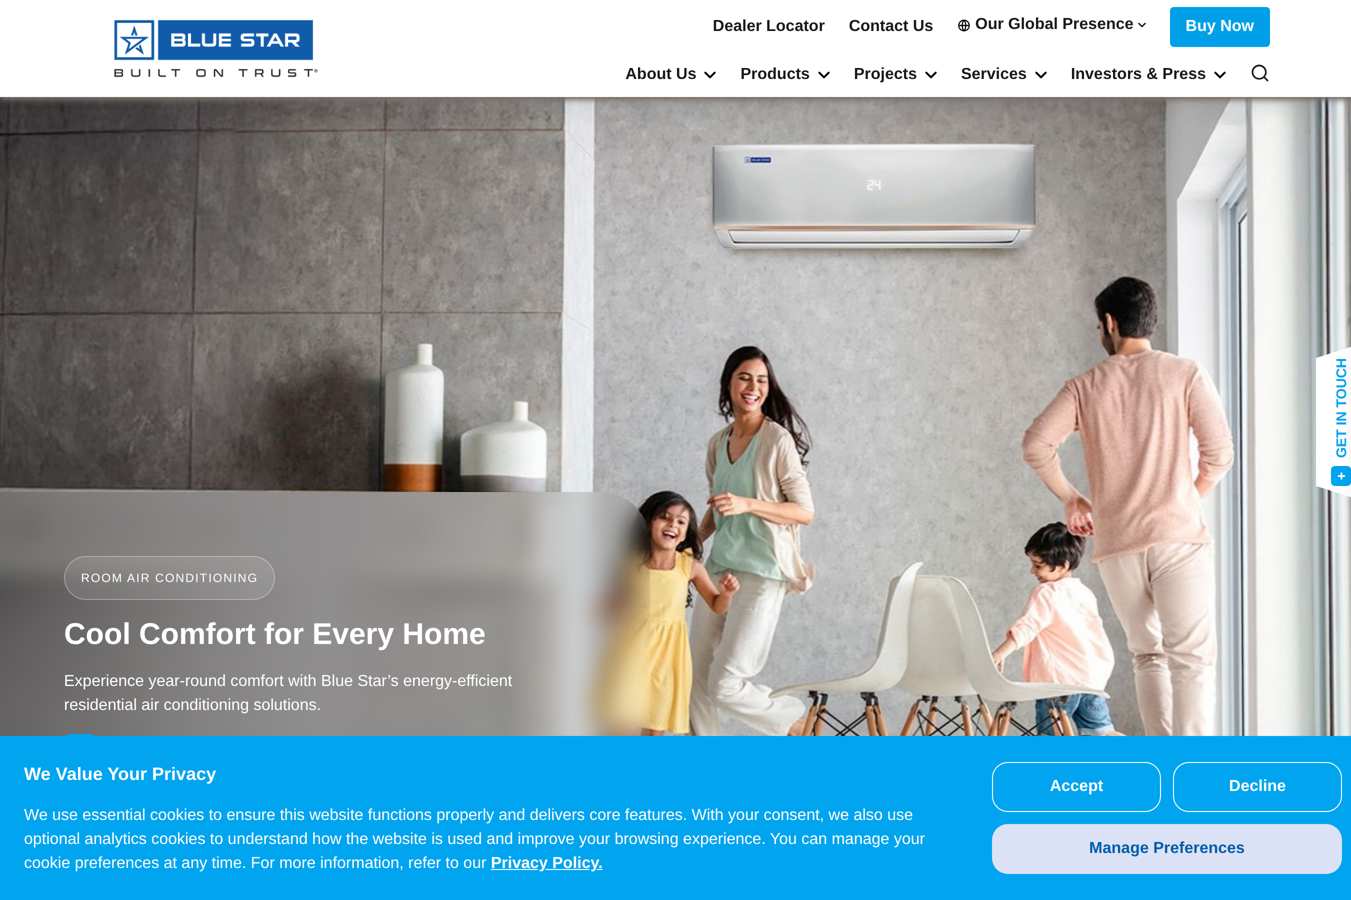 BLUE STAR
BUILT ON TRUST®
Dealer Locator
Contact Us
Our Global Presence
Buy Now
About Us
Products
Projects
Services
Investors & Press
BLUE STAR
24
GET IN TOUCH
+
ROOM AIR CONDITIONING
Cool Comfort for Every Home
Experience year-round comfort with Blue Star’s energy-efficient
residential air conditioning solutions.
We Value Your Privacy
We use essential cookies to ensure this website functions properly and delivers core features. With your consent, we also use
optional analytics cookies to understand how the website is used and improve your browsing experience. You can manage your
cookie preferences at any time. For more information, refer to our Privacy Policy.
Accept
Decline
Manage Preferences